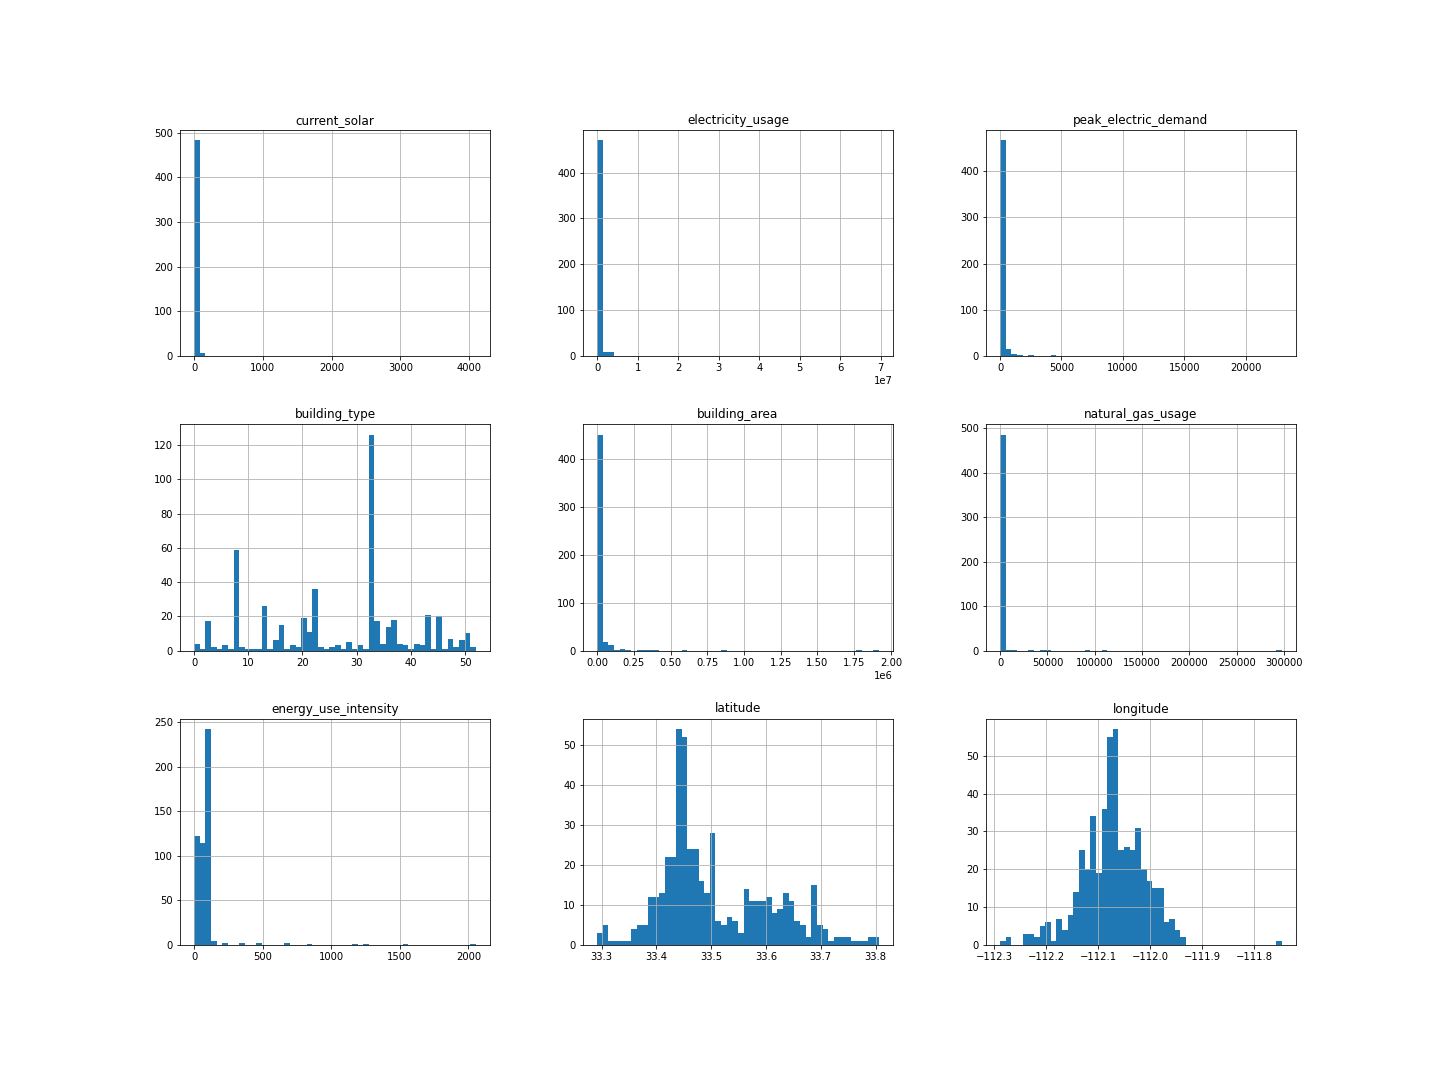 current_solar
500
400
300
200
100
0
0 1000 2000 3000 4000
electricity_usage
400
300
200
100
0
0 1 2 3 4 5 6 7
1e7
peak_electric_demand
400
300
200
100
0
0 5000 10000 15000 20000
building_type
120
100
80
60
40
20
0
0 10 20 30 40 50
building_area
400
300
200
100
0
0.00 0.25 0.50 0.75 1.00 1.25 1.50 1.75 2.00
1e6
natural_gas_usage
500
400
300
200
100
0
0 50000 100000 150000 200000 250000 300000
energy_use_intensity
250
200
150
100
50
0
0 500 1000 1500 2000
latitude
50
40
30
20
10
0
33.3 33.4 33.5 33.6 33.7 33.8
longitude
50
40
30
20
10
0
−112.3 −112.2 −112.1 −112.0 −111.9 −111.8